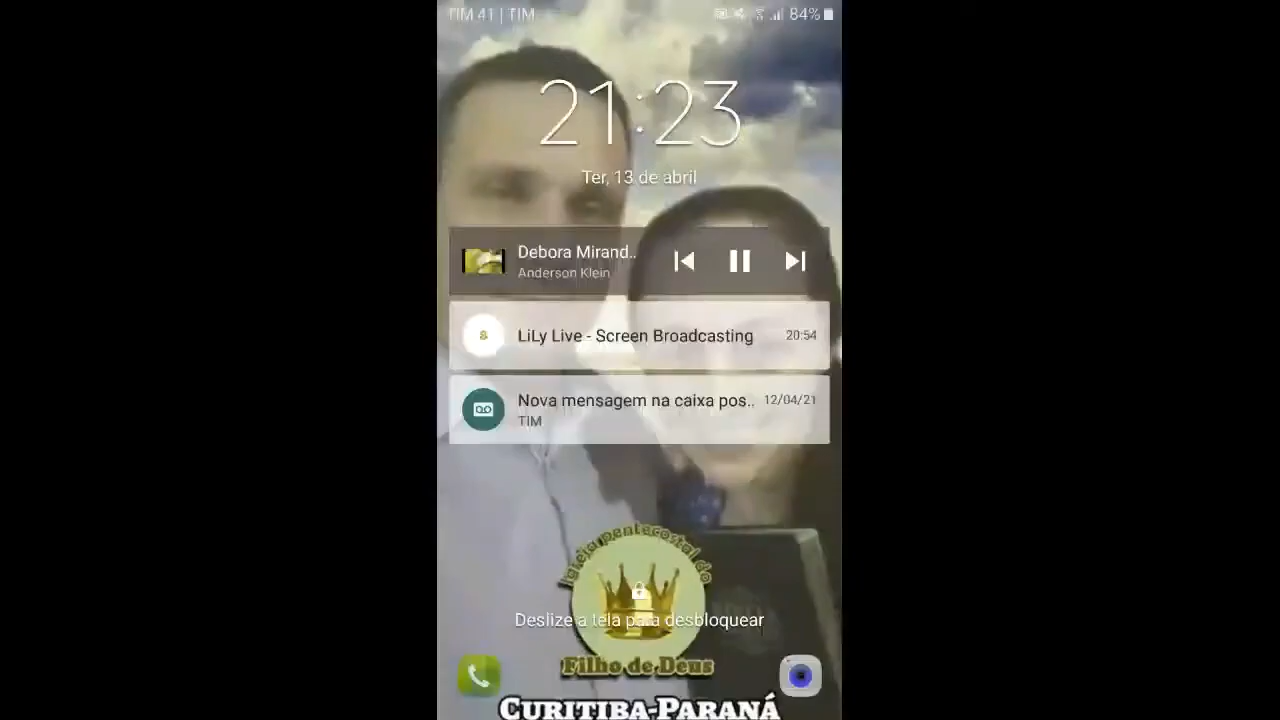 TIM 41 | TIM
84%
21:23
Ter, 13 de abril
Debora Mirand..
Anderson Klein
LiLy Live - Screen Broadcasting 20:54
Nova mensagem na caixa pos.. 12/04/21
TIM
Igreja pentecostal do
Deslize a tela para desbloquear
Filho de Deus
CURITIBA-PARANÁ